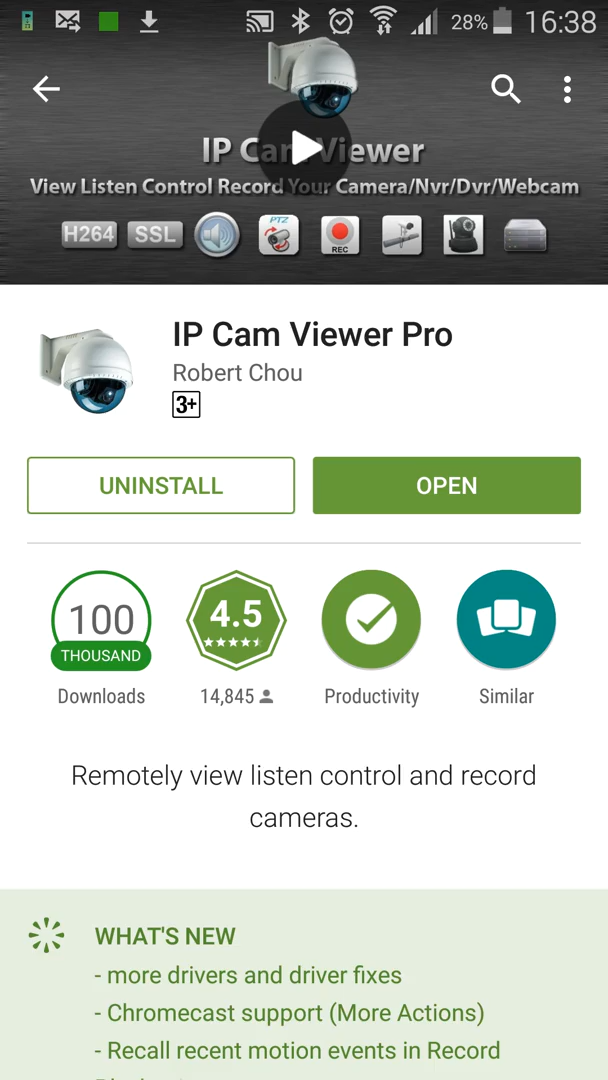 28% 16:38
IP Cam Viewer
View Listen Control Record Your Camera/Nvr/Dvr/Webcam
H264 SSL PTZ REC
IP Cam Viewer Pro
Robert Chou
3+
UNINSTALL OPEN
100 4.5
THOUSAND
Downloads 14,845 Productivity Similar
Remotely view listen control and record
cameras.
WHAT'S NEW
- more drivers and driver fixes
- Chromecast support (More Actions)
- Recall recent motion events in Record